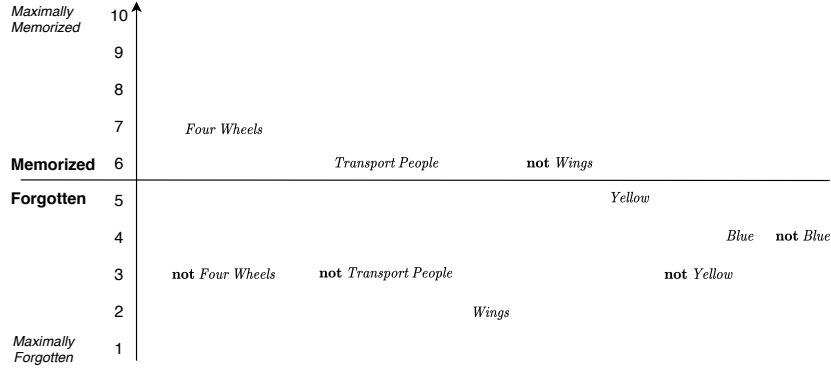 Maximally
Memorized
10
9
8
7 Four Wheels
Memorized 6 Transport People not Wings
Forgotten 5 Yellow
4 Blue not Blue
3 not Four Wheels not Transport People not Yellow
2 Wings
Maximally
Forgotten
1